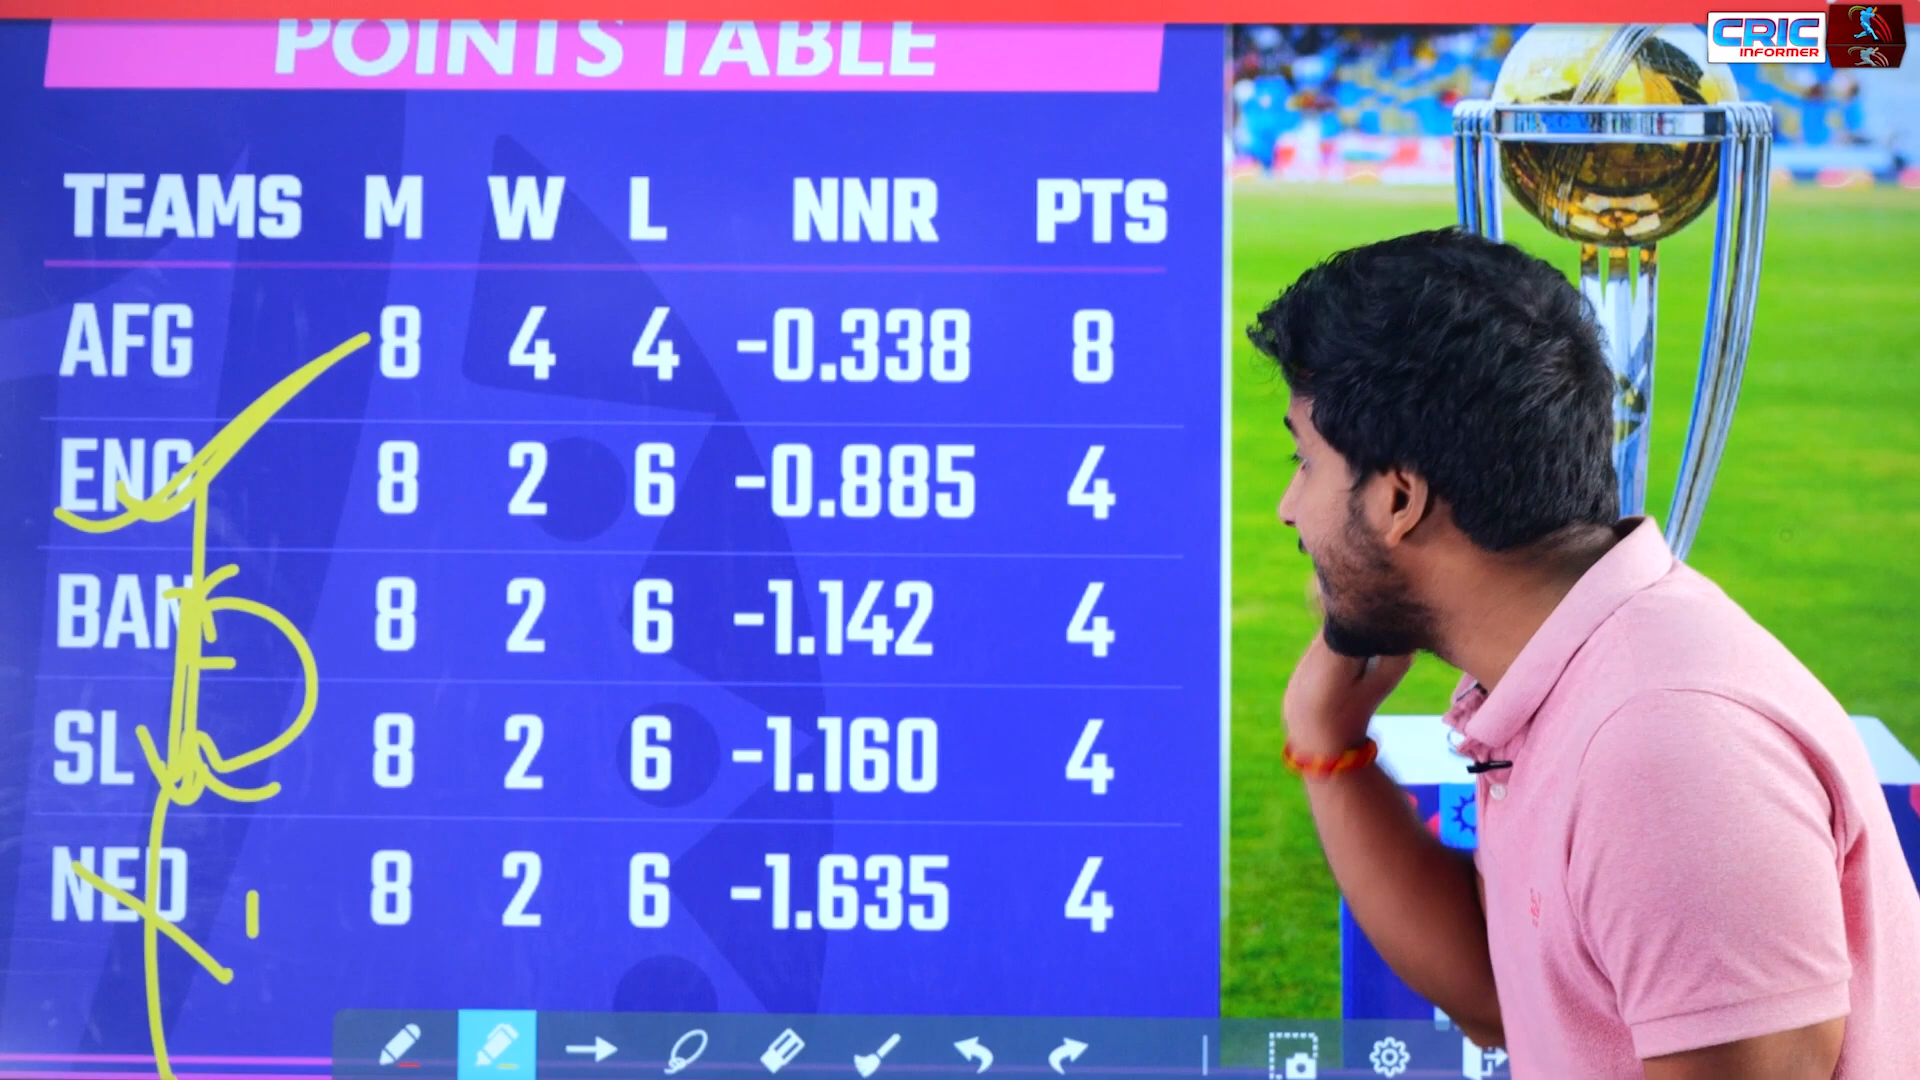 CRIC
INFORMER
POINTS TABLE
TEAMS M W L NNR PTS
AFG 8 4 4 -0.338 8
ENG 8 2 6 -0.885 4
BAN 8 2 6 -1.142 4
SL 8 2 6 -1.160 4
NED 8 2 6 -1.635 4